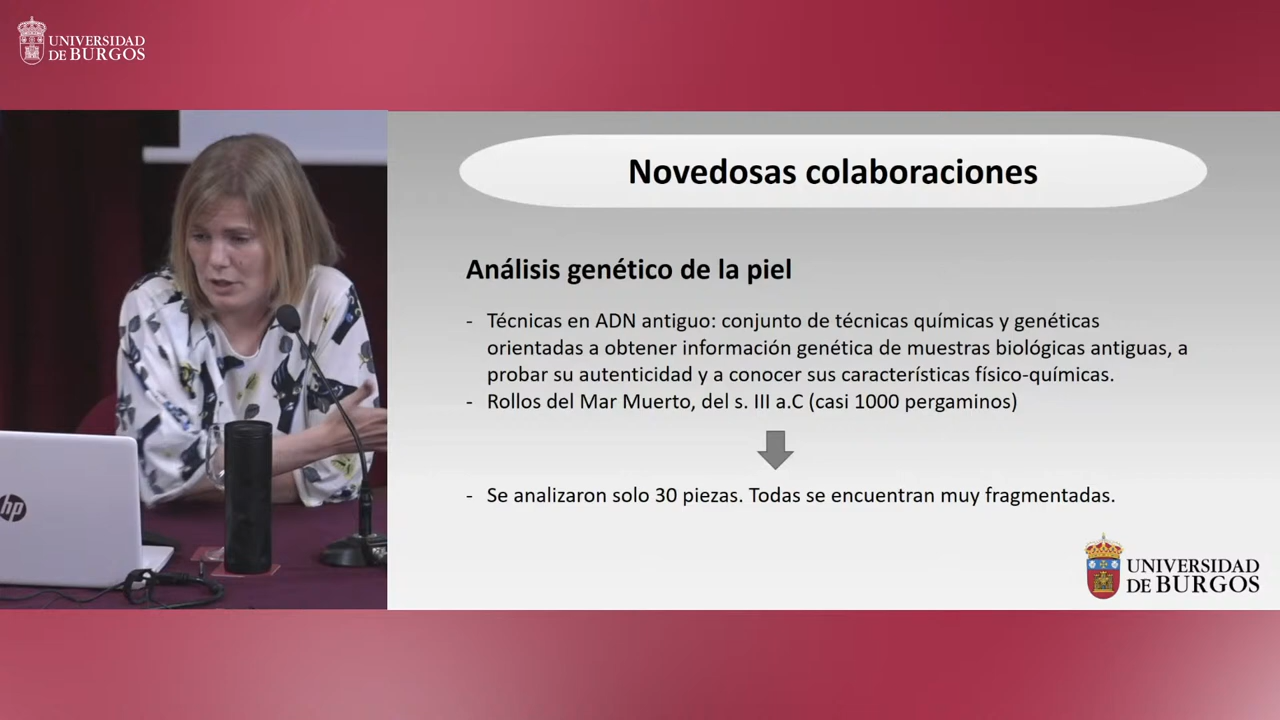 UNIVERSIDAD
DE BURGOS
Novedosas colaboraciones
Análisis genético de la piel
- Técnicas en ADN antiguo: conjunto de técnicas químicas y genéticas
orientadas a obtener información genética de muestras biológicas antiguas, a
probar su autenticidad y a conocer sus características físico-químicas.
- Rollos del Mar Muerto, del s. III a.C (casi 1000 pergaminos)
- Se analizaron solo 30 piezas. Todas se encuentran muy fragmentadas.
hp
UNIVERSIDAD
DE BURGOS